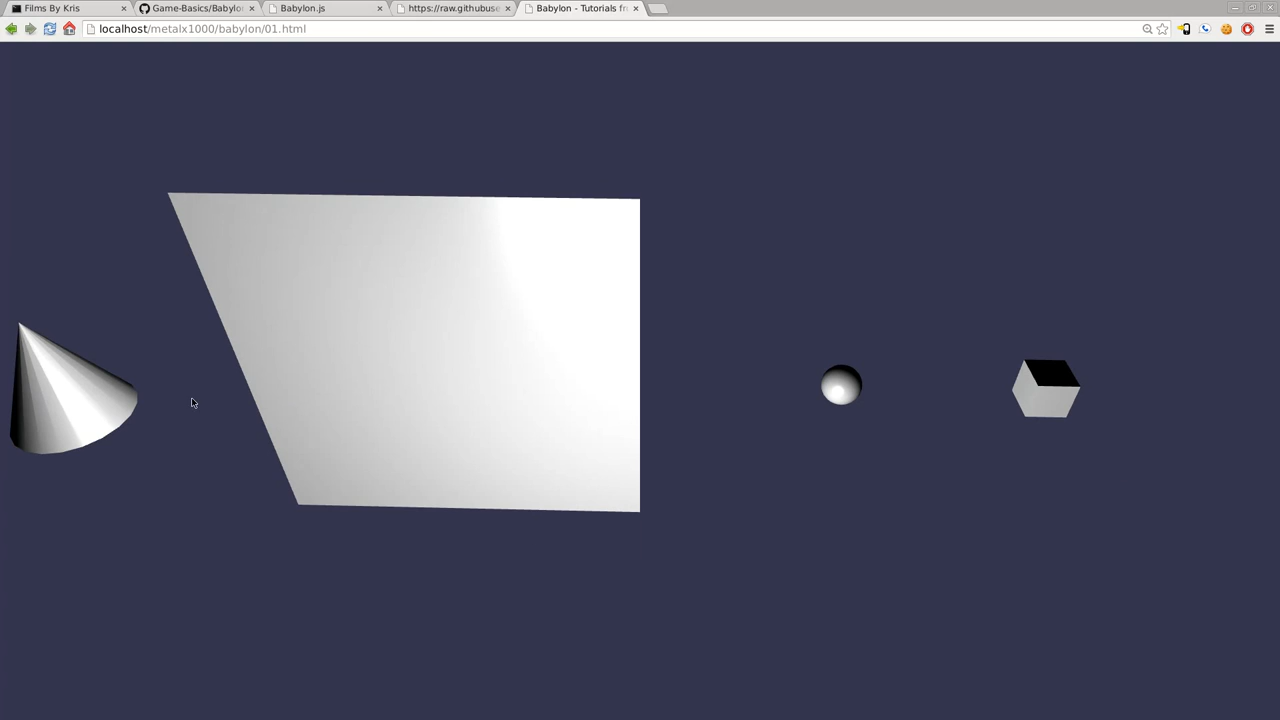 Films By Kris
Game-Basics/Babylo
Babylon.js
https://raw.githubuse
Babylon - Tutorials fr
localhost/metalx1000/babylon/01.html